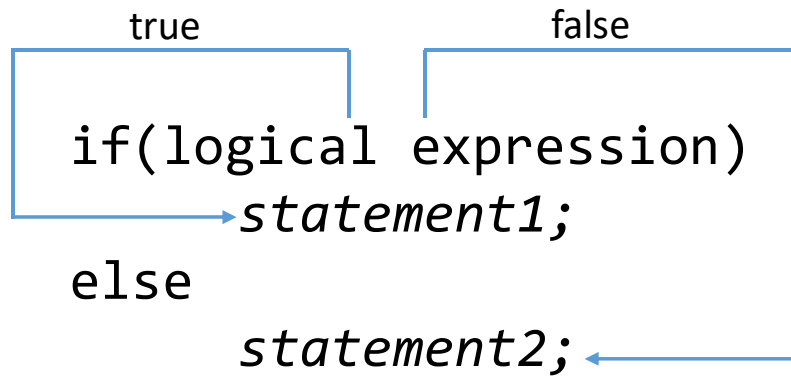 true false
if(logical expression)
statement1;
else
statement2;